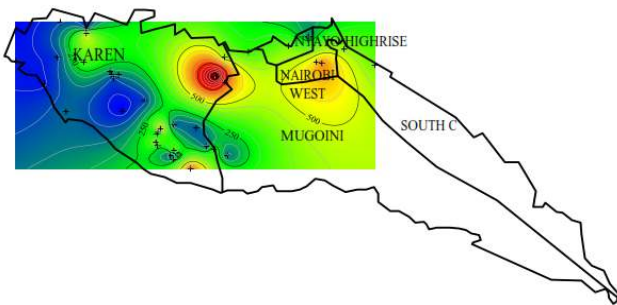 NYAYO HIGHRISE
KAREN
NAIROBI
WEST
500
500
SOUTH C
250
250
MUGOINI